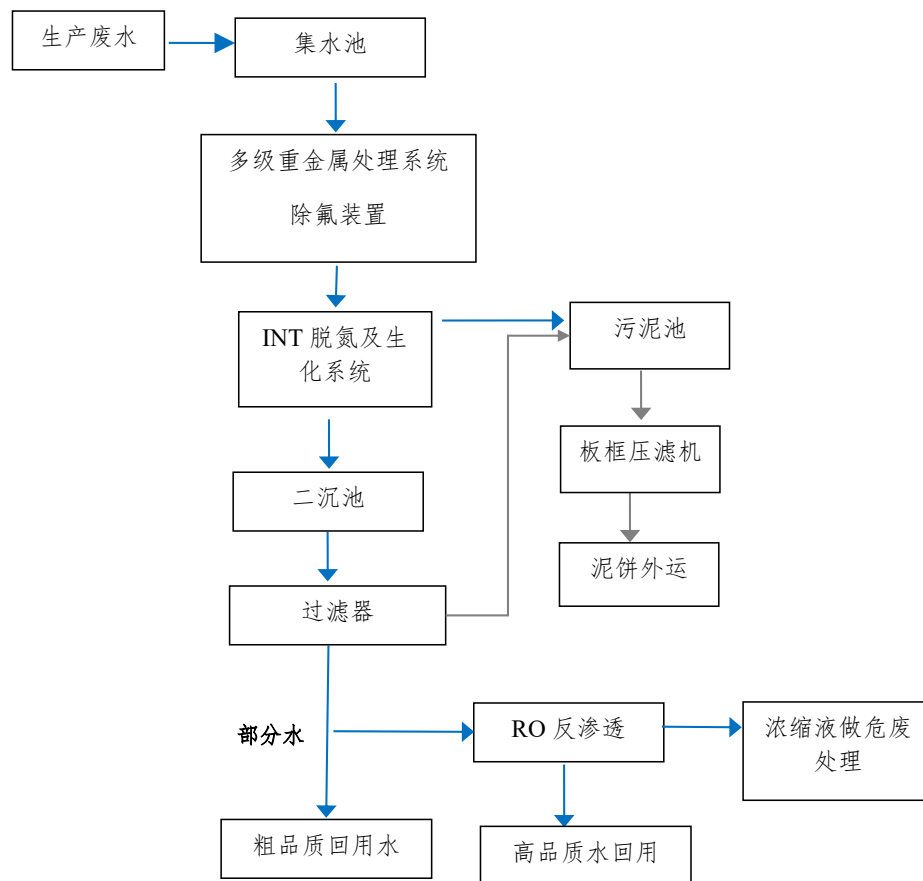 生产废水
集水池
多级重金属处理系统
除氟装置
INT 脱氮及生
化系统
污泥池
板框压滤机
二沉池
泥饼外运
过滤器
部分水
RO 反渗透
浓缩液做危废
处理
粗品质回用水
高品质水回用